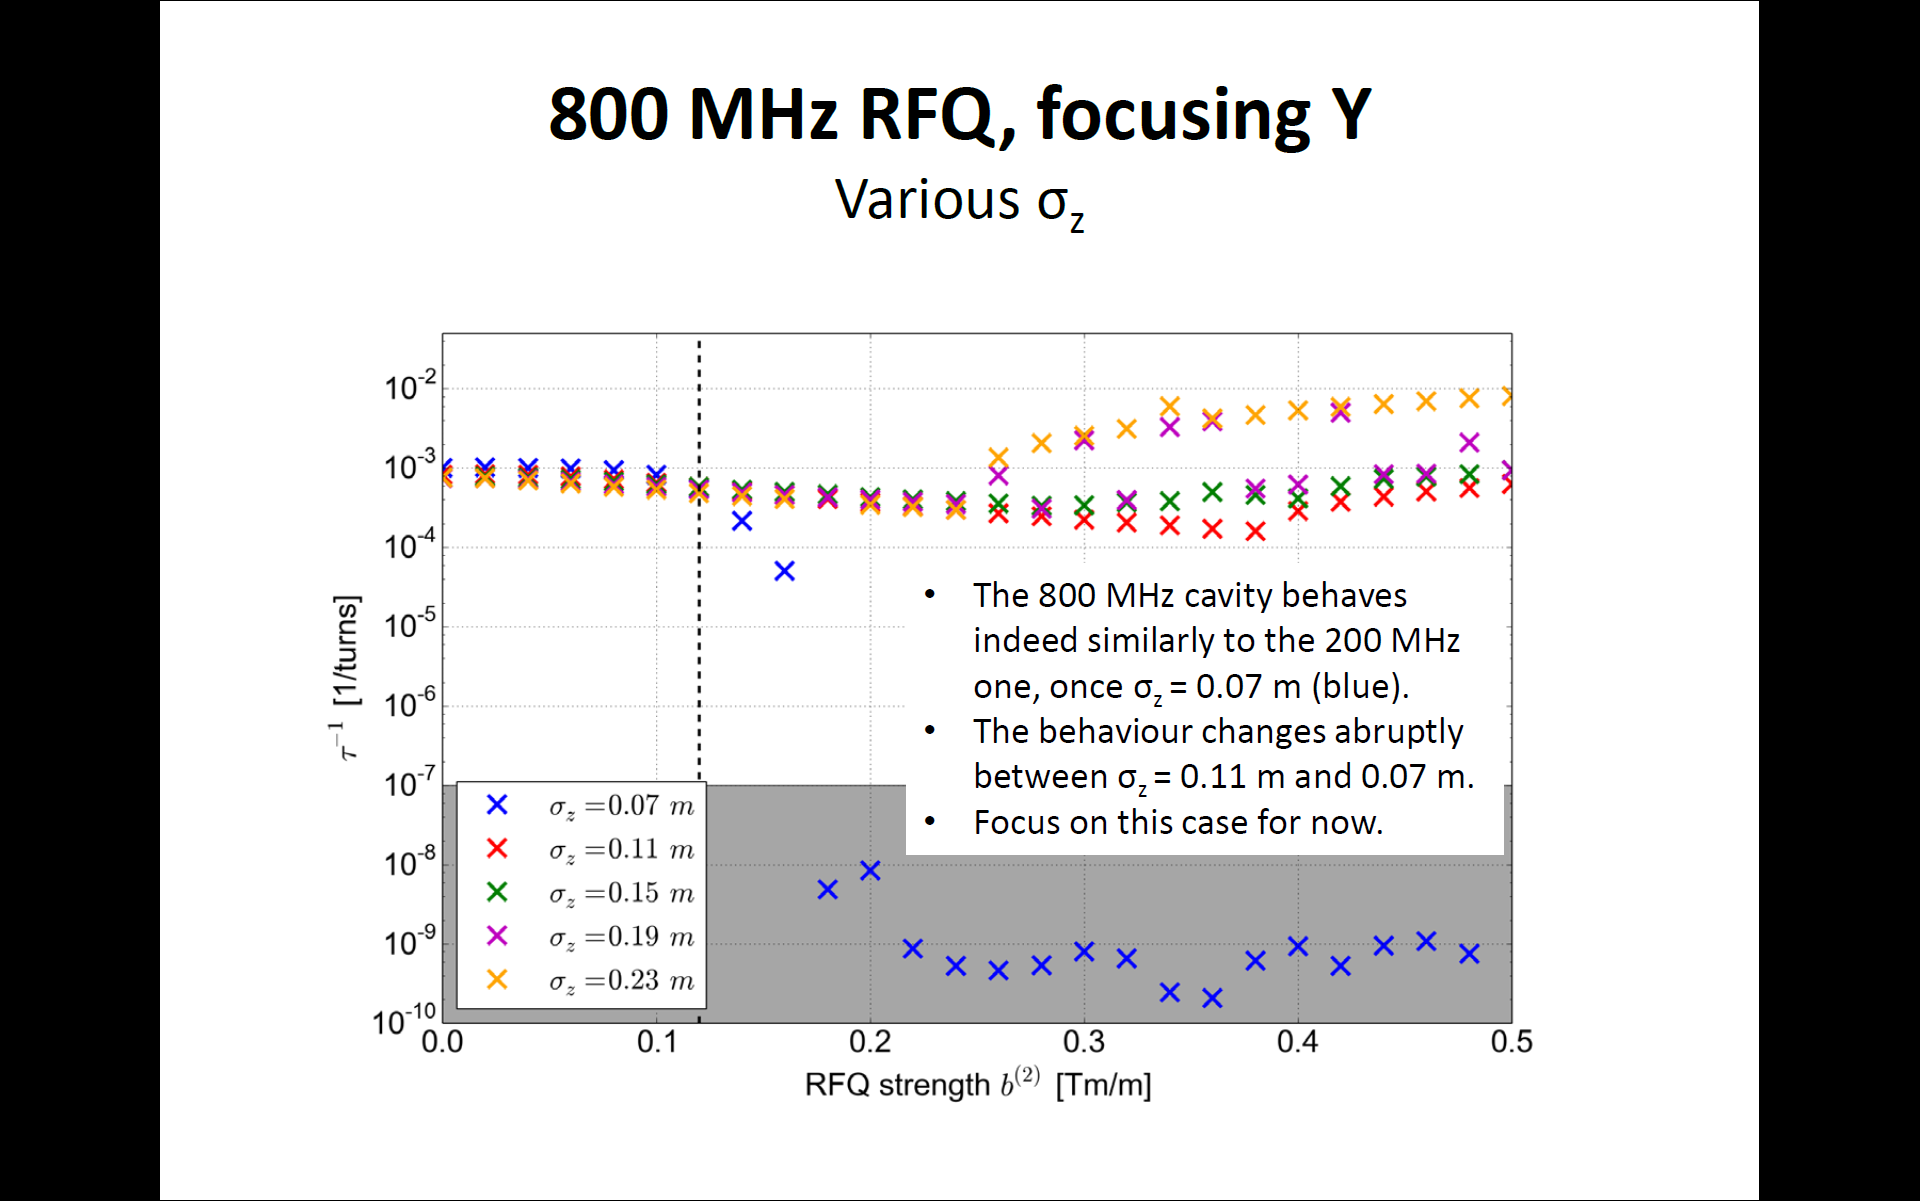 800 MHz RFQ, focusing Y
Various σz
10-2
10-3
10-4
10-5
10-6
10-7
10-8
10-9
10-10
τ−1 [1/turns]
• The 800 MHz cavity behaves
indeed similarly to the 200 MHz
one, once σz = 0.07 m (blue).
• The behaviour changes abruptly
between σz = 0.11 m and 0.07 m.
• Focus on this case for now.
σz =0.07 m
σz =0.11 m
σz =0.15 m
σz =0.19 m
σz =0.23 m
0.0 0.1 0.2 0.3 0.4 0.5
RFQ strength b(2) [Tm/m]